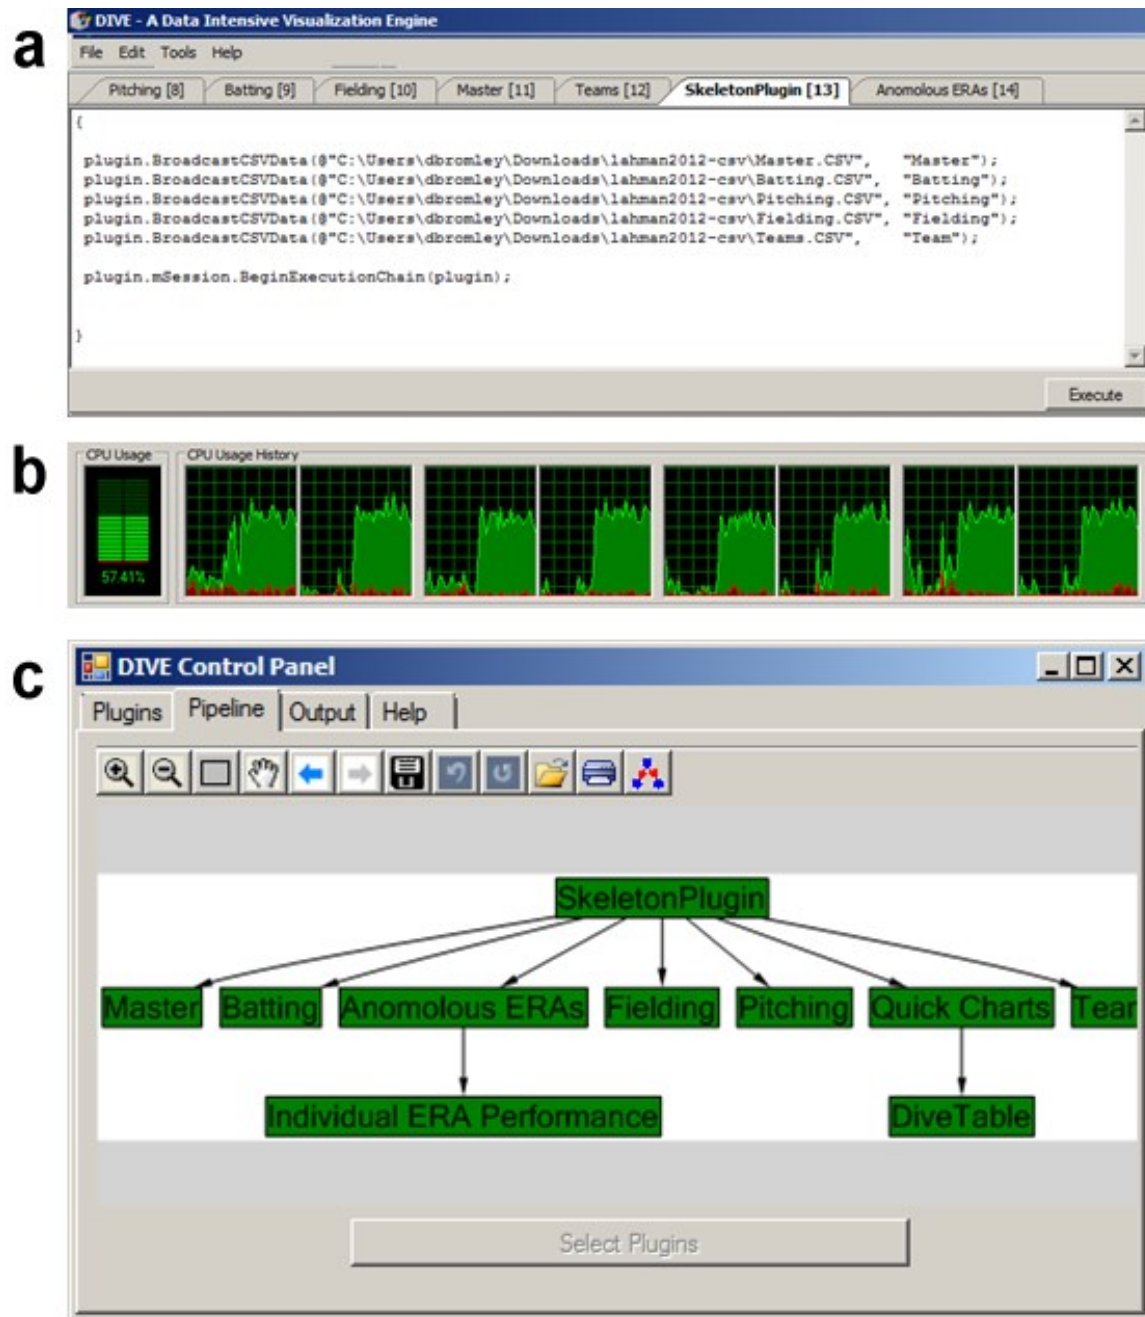 a
DIVE - A Data Intensive Visualization Engine
File Edit Tools Help
Pitching [8] Batting [9] Fielding [10] Master [11] Teams [12] SkeletonPlugin [13] Anomolous ERAs [14]
{
plugin.BroadcastCSVData(@"C:\Users\dbromley\Downloads\lahman2012-csv\Master.CSV", "Master");
plugin.BroadcastCSVData(@"C:\Users\dbromley\Downloads\lahman2012-csv\Batting.CSV", "Batting");
plugin.BroadcastCSVData(@"C:\Users\dbromley\Downloads\lahman2012-csv\Pitching.CSV", "Pitching");
plugin.BroadcastCSVData(@"C:\Users\dbromley\Downloads\lahman2012-csv\Fielding.CSV", "Fielding");
plugin.BroadcastCSVData(@"C:\Users\dbromley\Downloads\lahman2012-csv\Teams.CSV", "Team");
plugin.mSession.BeginExecutionChain(plugin);
}
Execute
b
CPU Usage CPU Usage History
57.41%
c
DIVE Control Panel
Plugins Pipeline Output Help
SkeletonPlugin
Master Batting Anomolous ERAs Fielding Pitching Quick Charts
Individual ERA Performance DiveTable
Select Plugins